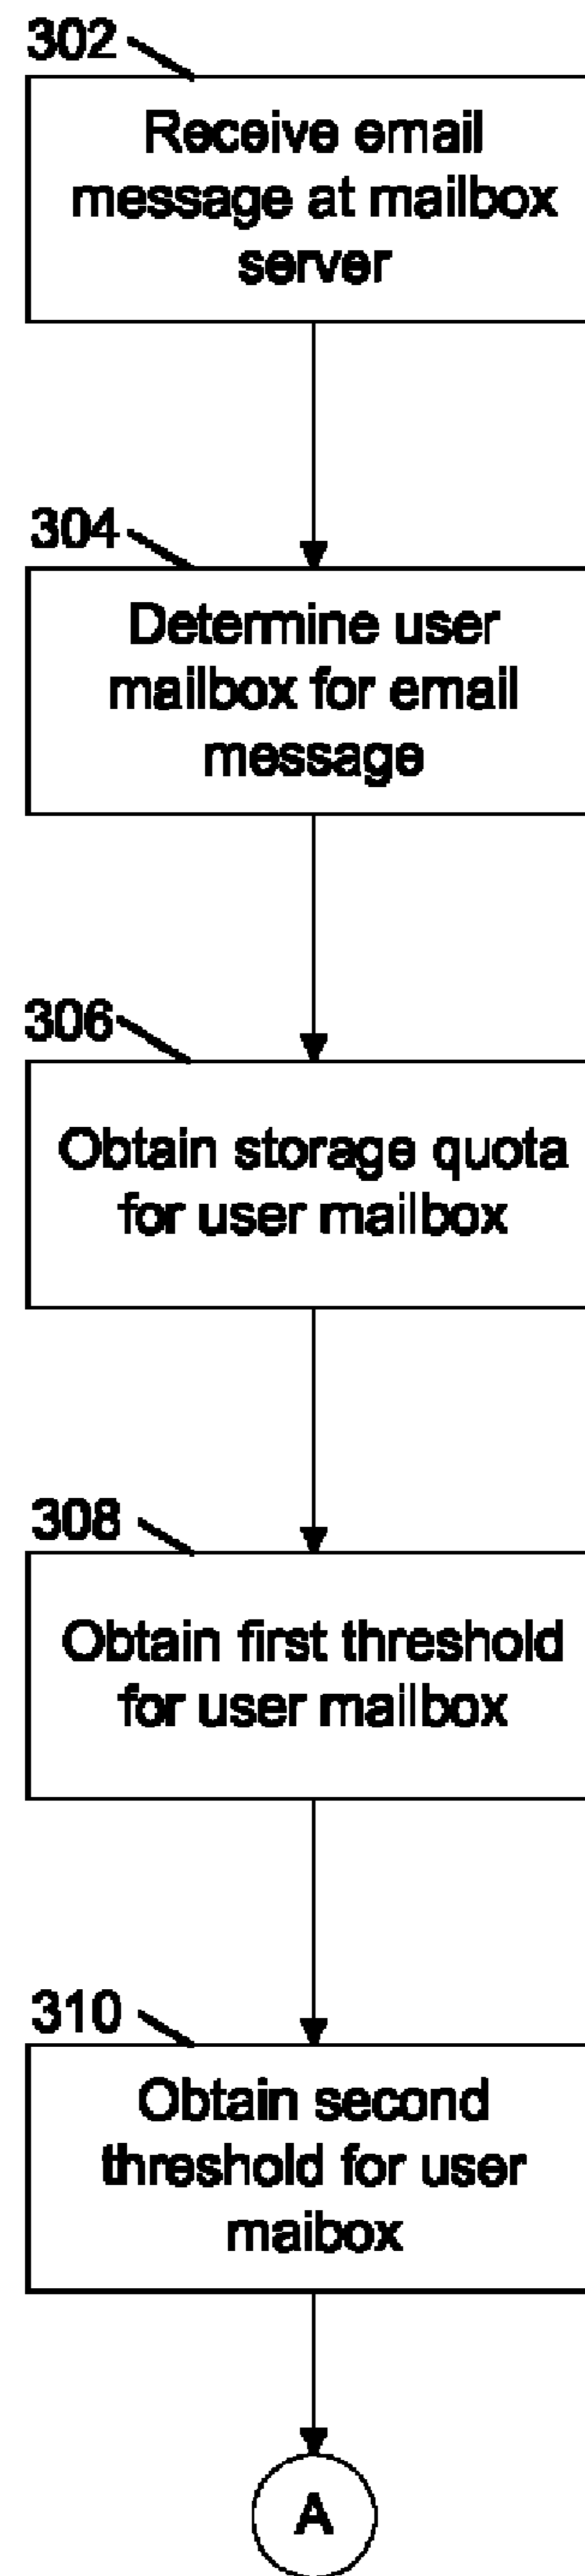 302
Receive email
message at mailbox
server
304
Determine user
mailbox for email
message
306
Obtain storage quota
for user mailbox
308
Obtain first threshold
for user mailbox
310
Obtain second
threshold for user
maibox
A